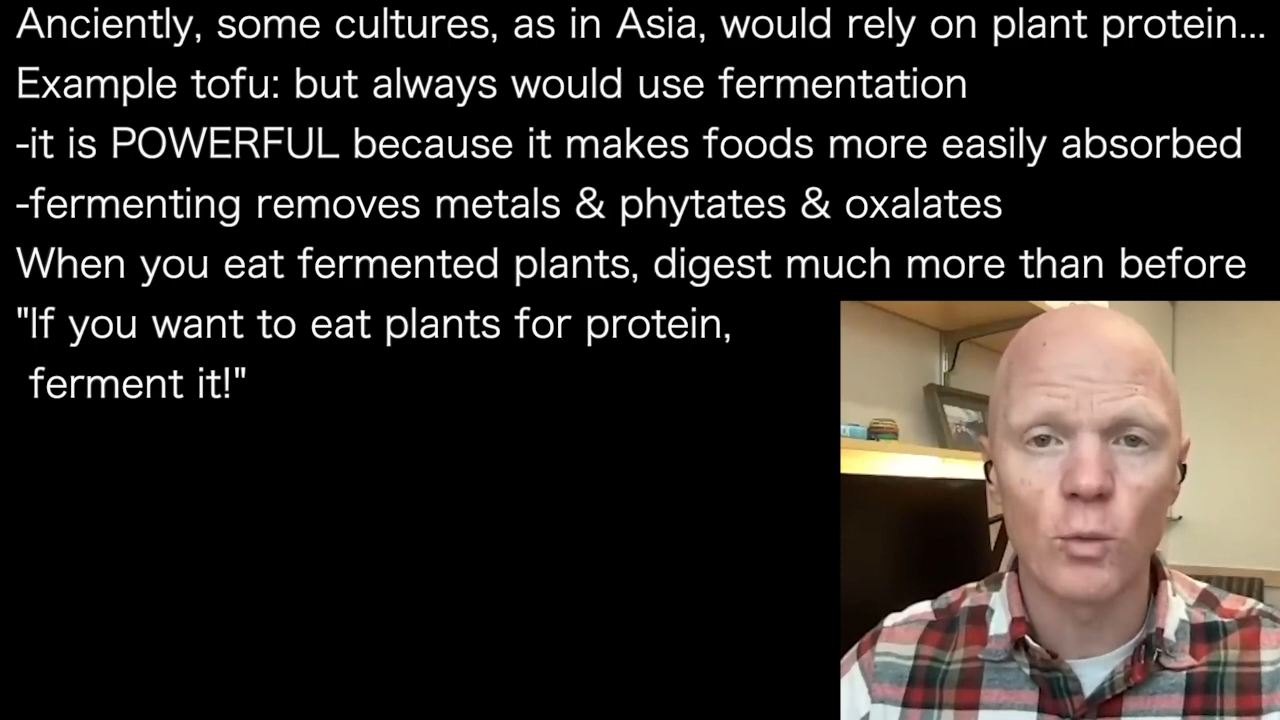 Anciently, some cultures, as in Asia, would rely on plant protein...
Example tofu: but always would use fermentation
-it is POWERFUL because it makes foods more easily absorbed
-fermenting removes metals & phytates & oxalates
When you eat fermented plants, digest much more than before
"If you want to eat plants for protein,
ferment it!"